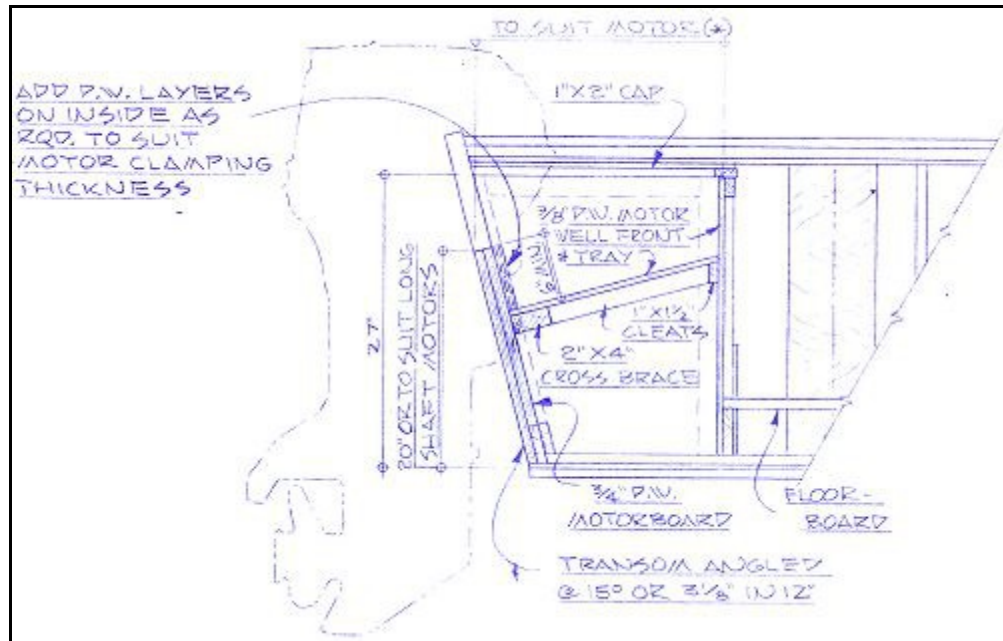 TO SUIT MOTOR (*)
ADD P.W. LAYERS
ON INSIDE AS
RQD. TO SUIT
MOTOR CLAMPING
THICKNESS
1"X2" CAP
3/8" P.W. MOTOR
WELL FRONT
& TRAY
6" MIN.
1"X1½"
CLEATS
2"X4"
CROSS BRACE
27"
20" OR TO SUIT LONG
SHAFT MOTORS
¾" P.W.
MOTORBOARD
FLOOR-
BOARD
TRANSOM ANGLED
@ 15° OR 3⅛" IN 12"